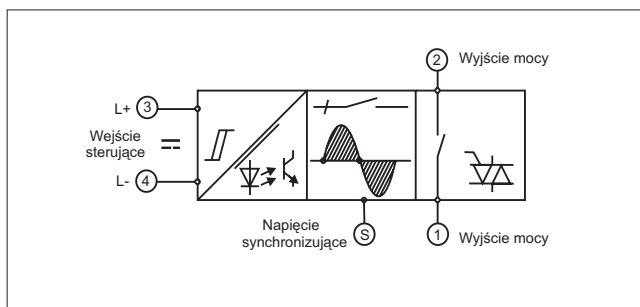 2 Wyjście mocy
L+ 3
Wejście
sterujące
L- 4
Napięcie
synchronizujące S
1 Wyjście mocy